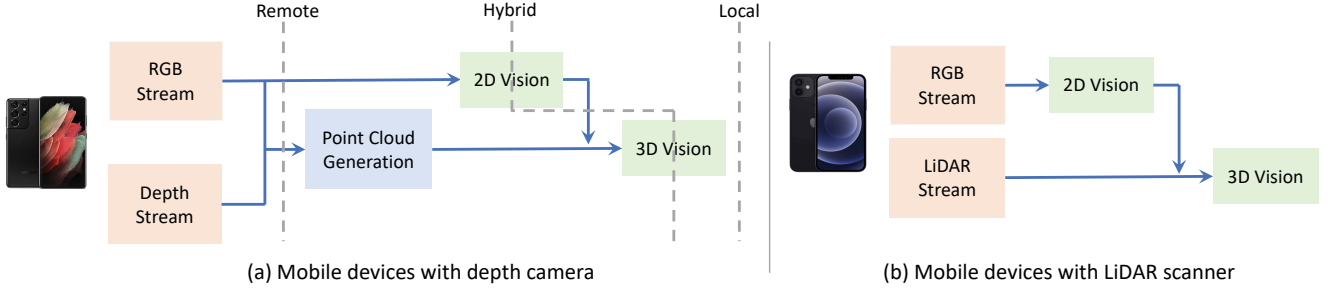 Remote
Hybrid
Local
RGB
Stream
2D Vision
Point Cloud
Generation
3D Vision
Depth
Stream
(a) Mobile devices with depth camera
RGB
Stream
2D Vision
LiDAR
Stream
3D Vision
(b) Mobile devices with LiDAR scanner